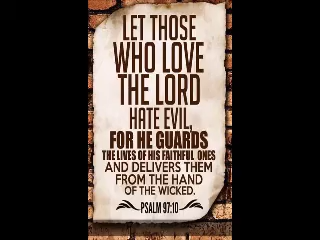 LET THOSE
WHO LOVE
THE LORD
HATE EVIL,
FOR HE GUARDS
THE LIVES OF HIS FAITHFUL ONES
AND DELIVERS THEM
FROM THE HAND
OF THE WICKED.
PSALM 97:10